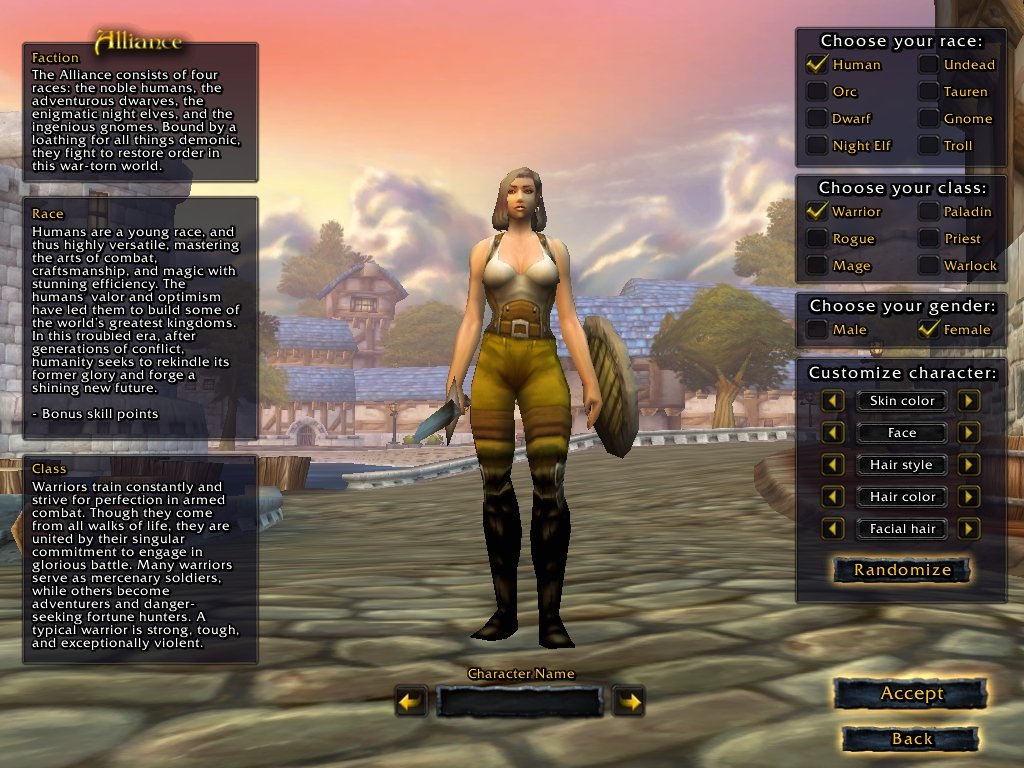 Alliance
Faction
The Alliance consists of four
races: the noble humans, the
adventurous dwarves, the
enigmatic night elves, and the
ingenious gnomes. Bound by a
loathing for all things demonic,
they fight to restore order in
this war-torn world.
Race
Humans are a young race, and
thus highly versatile, mastering
the arts of combat,
craftsmanship, and magic with
stunning efficiency. The
humans' valor and optimism
have led them to build some of
the world's greatest kingdoms.
In this troubled era, after
generations of conflict,
humanity seeks to rekindle its
former glory and forge a
shining new future.
- Bonus skill points
Class
Warriors train constantly and
strive for perfection in armed
combat. Though they come
from all walks of life, they are
united by their singular
commitment to engage in
glorious battle. Many warriors
serve as mercenary soldiers,
while others become
adventurers and danger-
seeking fortune hunters. A
typical warrior is strong, tough,
and exceptionally violent.
Character Name
Choose your race:
Human Undead
Orc Tauren
Dwarf Gnome
Night Elf Troll
Choose your class:
Warrior Paladin
Rogue Priest
Mage Warlock
Choose your gender:
Male Female
Customize character:
Skin color
Face
Hair style
Hair color
Facial hair
Randomize
Accept
Back